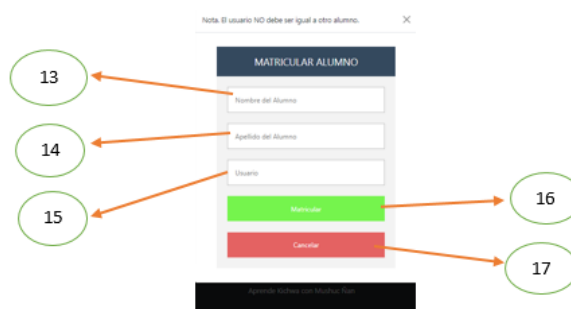 Nota. El usuario NO debe ser igual a otro alumno. ×
MATRICULAR ALUMNO
13
Nombre del Alumno
14
Apellido del Alumno
15
Usuario
16
Matricular
17
Cancelar
Aprende Kichwa con Mushuc Ñan